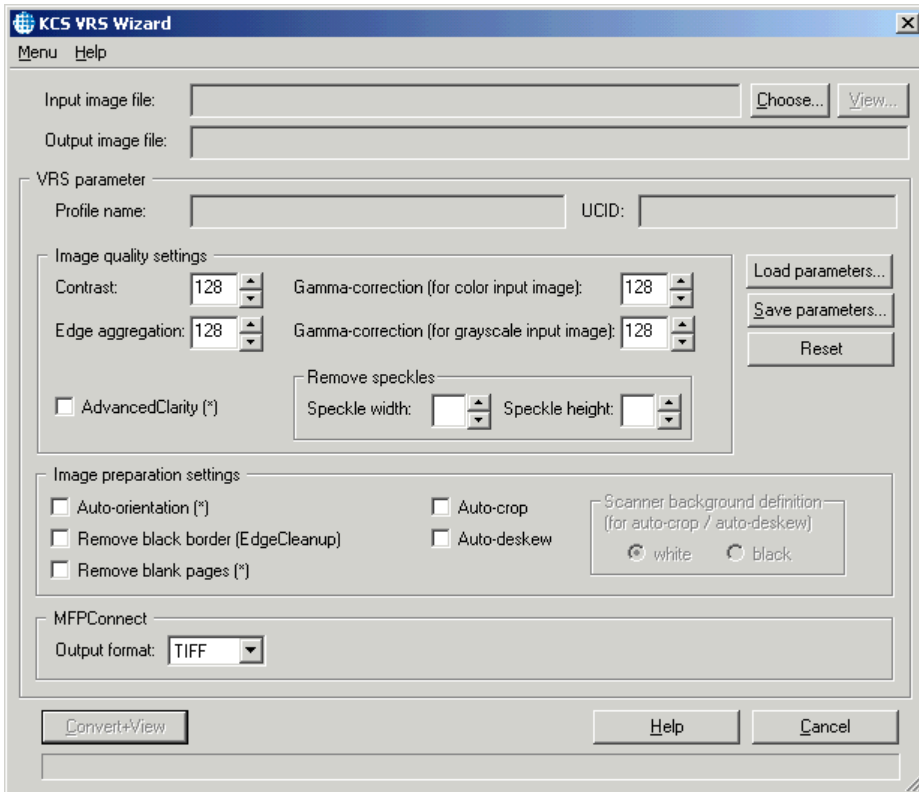 KCS VRS Wizard
Menu Help
Input image file: Choose... View...
Output image file:
VRS parameter
Profile name: UCID:
Image quality settings
Contrast: 128 Gamma-correction (for color input image): 128 Load parameters...
Edge aggregation: 128 Gamma-correction (for grayscale input image): 128 Save parameters...
Reset
Remove speckles
AdvancedClarity (*) Speckle width: Speckle height:
Image preparation settings
Auto-orientation (*) Auto-crop Scanner background definition
Remove black border (EdgeCleanup) Auto-deskew (for auto-crop / auto-deskew)
white black
Remove blank pages (*)
MFPConnect
Output format: TIFF
Convert+View Help Cancel